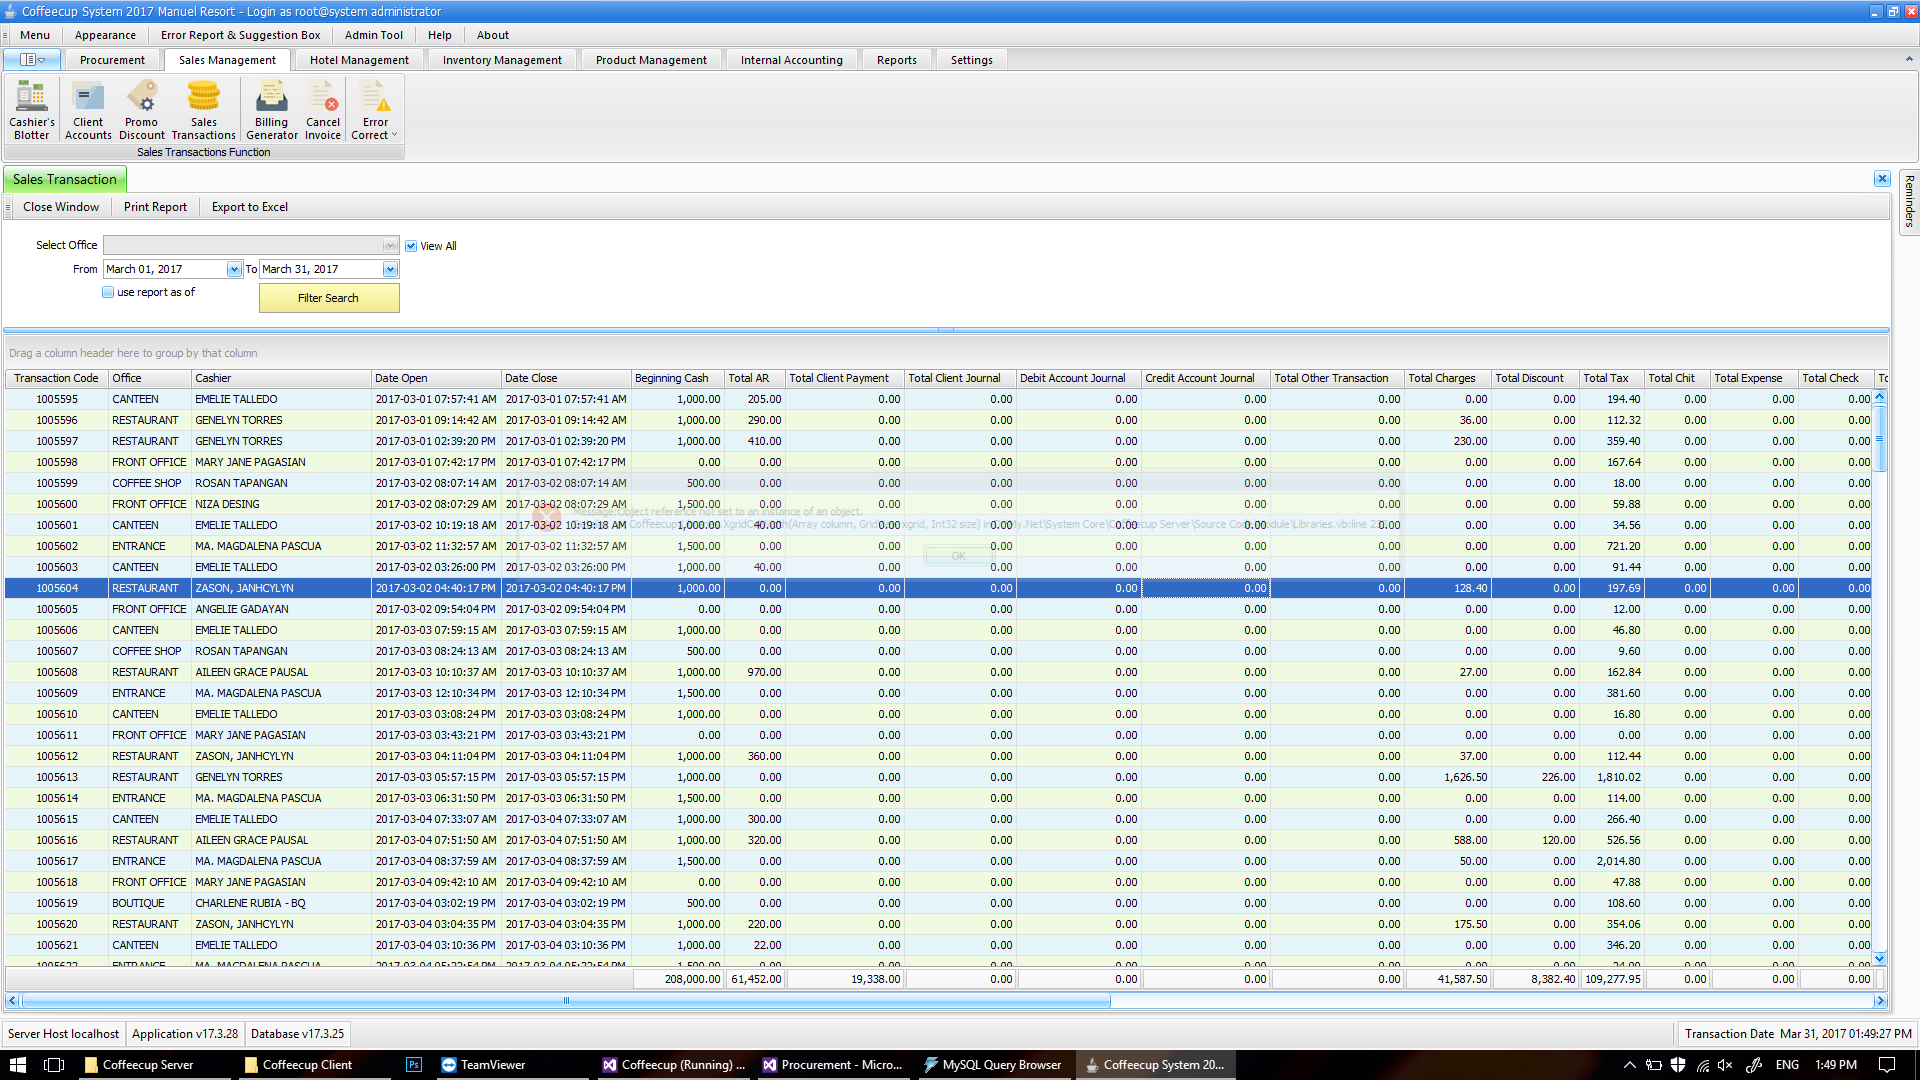 Coffeecup System 2017 Manuel Resort - Login as root@system administrator
Menu Appearance Error Report & Suggestion Box Admin Tool Help About
Procurement Sales Management Hotel Management Inventory Management Product Management Internal Accounting Reports Settings
Cashier's Blotter
Client Accounts
Promo Discount
Sales Transactions
Billing Generator
Cancel Invoice
Error Correct
Sales Transactions Function
Sales Transaction
Reminders
Close Window Print Report Export to Excel
Select Office View All
From March 01, 2017 To March 31, 2017
use report as of Filter Search
Drag a column header here to group by that column
Transaction Code Office Cashier Date Open Date Close Beginning Cash Total AR Total Client Payment Total Client Journal Debit Account Journal Credit Account Journal Total Other Transaction Total Charges Total Discount Total Tax Total Chit Total Expense Total Check To
1005595 CANTEEN EMELIE TALLEDO 2017-03-01 07:57:41 AM 2017-03-01 07:57:41 AM 1,000.00 205.00 0.00 0.00 0.00 0.00 0.00 0.00 0.00 194.40 0.00 0.00 0.00
1005596 RESTAURANT GENELYN TORRES 2017-03-01 09:14:42 AM 2017-03-01 09:14:42 AM 1,000.00 290.00 0.00 0.00 0.00 0.00 0.00 36.00 0.00 112.32 0.00 0.00 0.00
1005597 RESTAURANT GENELYN TORRES 2017-03-01 02:39:20 PM 2017-03-01 02:39:20 PM 1,000.00 410.00 0.00 0.00 0.00 0.00 0.00 230.00 0.00 359.40 0.00 0.00 0.00
1005598 FRONT OFFICE MARY JANE PAGASIAN 2017-03-01 07:42:17 PM 2017-03-01 07:42:17 PM 0.00 0.00 0.00 0.00 0.00 0.00 0.00 0.00 0.00 167.64 0.00 0.00 0.00
1005599 COFFEE SHOP ROSAN TAPANGAN 2017-03-02 08:07:14 AM 2017-03-02 08:07:14 AM 500.00 0.00 0.00 0.00 0.00 0.00 0.00 0.00 0.00 18.00 0.00 0.00 0.00
1005600 FRONT OFFICE NIZA DESING 2017-03-02 08:07:29 AM 2017-03-02 08:07:29 AM 1,500.00 0.00 0.00 0.00 0.00 0.00 0.00 0.00 0.00 59.88 0.00 0.00 0.00
Message:Object reference not set to an instance of an object.
1005601 CANTEEN EMELIE TALLEDO 2017-03-02 10:19:18 AM 2017-03-02 10:19:18 AM 1,000.00 40.00 0.00 0.00 0.00 0.00 0.00 0.00 0.00 34.56 0.00 0.00 0.00
(Array column, GridView xgrid, Int32 size) in My.Net\System Core\Coffeecup Server\Source Code\Module\Libraries.vb:line
1005602 ENTRANCE MA. MAGDALENA PASCUA 2017-03-02 11:32:57 AM 2017-03-02 11:32:57 AM 1,500.00 0.00 0.00 0.00 0.00 0.00 0.00 0.00 0.00 721.20 0.00 0.00 0.00
OK
1005603 CANTEEN EMELIE TALLEDO 2017-03-02 03:26:00 PM 2017-03-02 03:26:00 PM 1,000.00 40.00 0.00 0.00 0.00 0.00 0.00 0.00 0.00 91.44 0.00 0.00 0.00
1005604 RESTAURANT ZASON, JANHCYLYN 2017-03-02 04:40:17 PM 2017-03-02 04:40:17 PM 1,000.00 0.00 0.00 0.00 0.00 0.00 0.00 128.40 0.00 197.69 0.00 0.00 0.00
1005605 FRONT OFFICE ANGELIE GADAYAN 2017-03-02 09:54:04 PM 2017-03-02 09:54:04 PM 0.00 0.00 0.00 0.00 0.00 0.00 0.00 0.00 0.00 12.00 0.00 0.00 0.00
1005606 CANTEEN EMELIE TALLEDO 2017-03-03 07:59:15 AM 2017-03-03 07:59:15 AM 1,000.00 0.00 0.00 0.00 0.00 0.00 0.00 0.00 0.00 46.80 0.00 0.00 0.00
1005607 COFFEE SHOP ROSAN TAPANGAN 2017-03-03 08:24:13 AM 2017-03-03 08:24:13 AM 500.00 0.00 0.00 0.00 0.00 0.00 0.00 0.00 0.00 9.60 0.00 0.00 0.00
1005608 RESTAURANT AILEEN GRACE PAUSAL 2017-03-03 10:10:37 AM 2017-03-03 10:10:37 AM 1,000.00 970.00 0.00 0.00 0.00 0.00 0.00 27.00 0.00 162.84 0.00 0.00 0.00
1005609 ENTRANCE MA. MAGDALENA PASCUA 2017-03-03 12:10:34 PM 2017-03-03 12:10:34 PM 1,500.00 0.00 0.00 0.00 0.00 0.00 0.00 0.00 0.00 381.60 0.00 0.00 0.00
1005610 CANTEEN EMELIE TALLEDO 2017-03-03 03:08:24 PM 2017-03-03 03:08:24 PM 1,000.00 0.00 0.00 0.00 0.00 0.00 0.00 0.00 0.00 16.80 0.00 0.00 0.00
1005611 FRONT OFFICE MARY JANE PAGASIAN 2017-03-03 03:43:21 PM 2017-03-03 03:43:21 PM 0.00 0.00 0.00 0.00 0.00 0.00 0.00 0.00 0.00 0.00 0.00 0.00 0.00
1005612 RESTAURANT ZASON, JANHCYLYN 2017-03-03 04:11:04 PM 2017-03-03 04:11:04 PM 1,000.00 360.00 0.00 0.00 0.00 0.00 0.00 37.00 0.00 112.44 0.00 0.00 0.00
1005613 RESTAURANT GENELYN TORRES 2017-03-03 05:57:15 PM 2017-03-03 05:57:15 PM 1,000.00 0.00 0.00 0.00 0.00 0.00 0.00 1,626.50 226.00 1,810.02 0.00 0.00 0.00
1005614 ENTRANCE MA. MAGDALENA PASCUA 2017-03-03 06:31:50 PM 2017-03-03 06:31:50 PM 1,500.00 0.00 0.00 0.00 0.00 0.00 0.00 0.00 0.00 114.00 0.00 0.00 0.00
1005615 CANTEEN EMELIE TALLEDO 2017-03-04 07:33:07 AM 2017-03-04 07:33:07 AM 1,000.00 300.00 0.00 0.00 0.00 0.00 0.00 0.00 0.00 266.40 0.00 0.00 0.00
1005616 RESTAURANT AILEEN GRACE PAUSAL 2017-03-04 07:51:50 AM 2017-03-04 07:51:50 AM 1,000.00 320.00 0.00 0.00 0.00 0.00 0.00 588.00 120.00 526.56 0.00 0.00 0.00
1005617 ENTRANCE MA. MAGDALENA PASCUA 2017-03-04 08:37:59 AM 2017-03-04 08:37:59 AM 1,500.00 0.00 0.00 0.00 0.00 0.00 0.00 50.00 0.00 2,014.80 0.00 0.00 0.00
1005618 FRONT OFFICE MARY JANE PAGASIAN 2017-03-04 09:42:10 AM 2017-03-04 09:42:10 AM 0.00 0.00 0.00 0.00 0.00 0.00 0.00 0.00 0.00 47.88 0.00 0.00 0.00
1005619 BOUTIQUE CHARLENE RUBIA - BQ 2017-03-04 03:02:19 PM 2017-03-04 03:02:19 PM 500.00 0.00 0.00 0.00 0.00 0.00 0.00 0.00 0.00 108.60 0.00 0.00 0.00
1005620 RESTAURANT ZASON, JANHCYLYN 2017-03-04 03:04:35 PM 2017-03-04 03:04:35 PM 1,000.00 220.00 0.00 0.00 0.00 0.00 0.00 175.50 0.00 354.06 0.00 0.00 0.00
1005621 CANTEEN EMELIE TALLEDO 2017-03-04 03:10:36 PM 2017-03-04 03:10:36 PM 1,000.00 22.00 0.00 0.00 0.00 0.00 0.00 0.00 0.00 346.20 0.00 0.00 0.00
1005622 ENTRANCE MA. MAGDALENA PASCUA
208,000.00 61,452.00 19,338.00 0.00 0.00 0.00 0.00 41,587.50 8,382.40 109,277.95 0.00 0.00 0.00
Server Host localhost Application v17.3.28 Database v17.3.25 Transaction Date Mar 31, 2017 01:49:27 PM
Coffeecup Server Coffeecup Client Ps TeamViewer Coffeecup (Running) ... Procurement - Micro... MySQL Query Browser Coffeecup System 20... ENG 1:49 PM